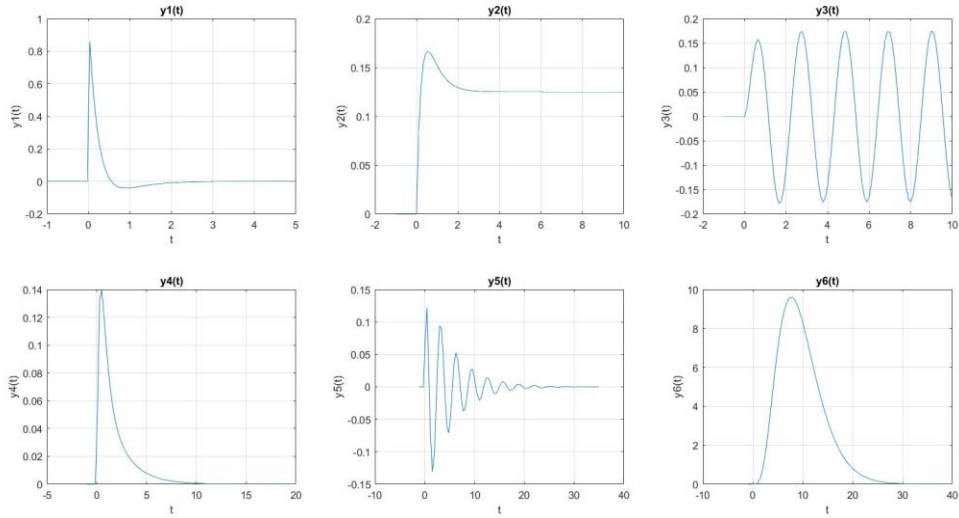 y1(t)
y1(t)
1
0.8
0.6
0.4
0.2
0
-0.2
-1 0 1 2 3 4 5
t
y2(t)
y2(t)
0.2
0.15
0.1
0.05
0
-2 0 2 4 6 8 10
t
y3(t)
y3(t)
0.2
0.15
0.1
0.05
0
-0.05
-0.1
-0.15
-0.2
-2 0 2 4 6 8 10
t
y4(t)
y4(t)
0.14
0.12
0.1
0.08
0.06
0.04
0.02
0
-5 0 5 10 15 20
t
y5(t)
y5(t)
0.15
0.1
0.05
0
-0.05
-0.1
-0.15
-10 0 10 20 30 40
t
y6(t)
y6(t)
10
8
6
4
2
0
-10 0 10 20 30 40
t